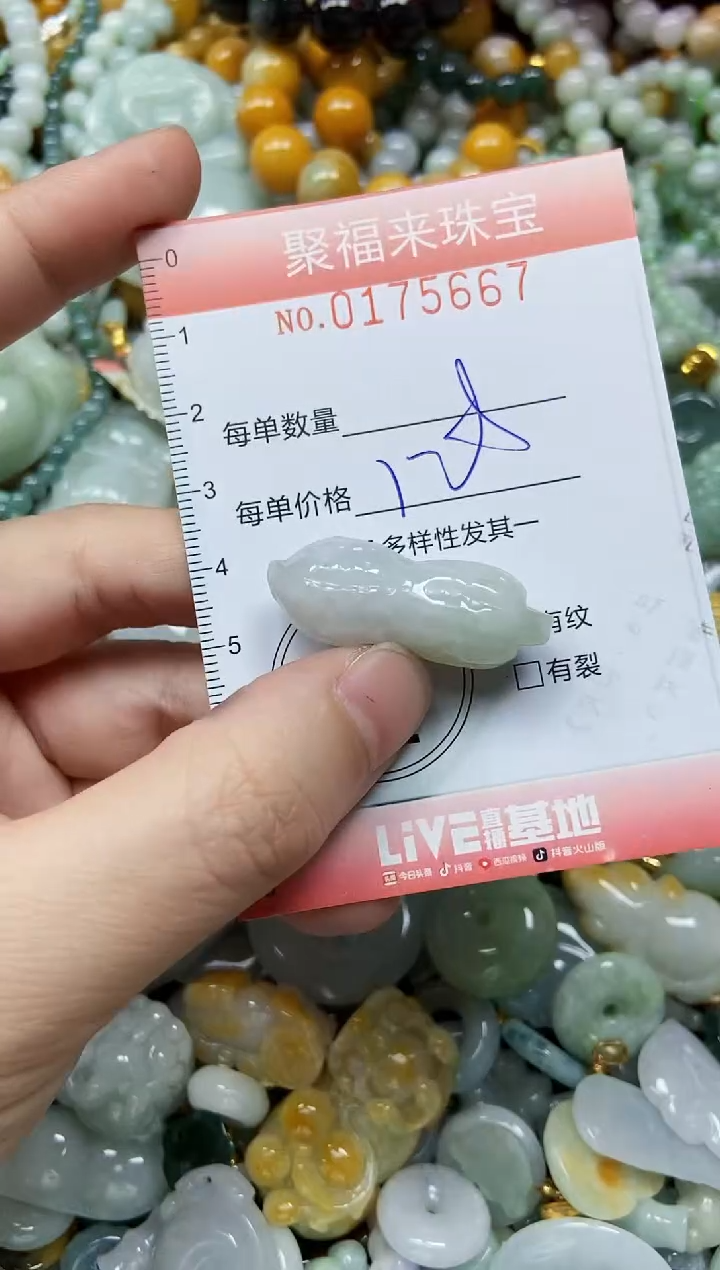 聚福来珠宝
NO.0175667
0
1
2
3
4
5
每单数量
每单价格
多样性发其一
有纹
□有裂
LiVE直播基地
今日头条 抖音 西瓜视频 抖音火山版